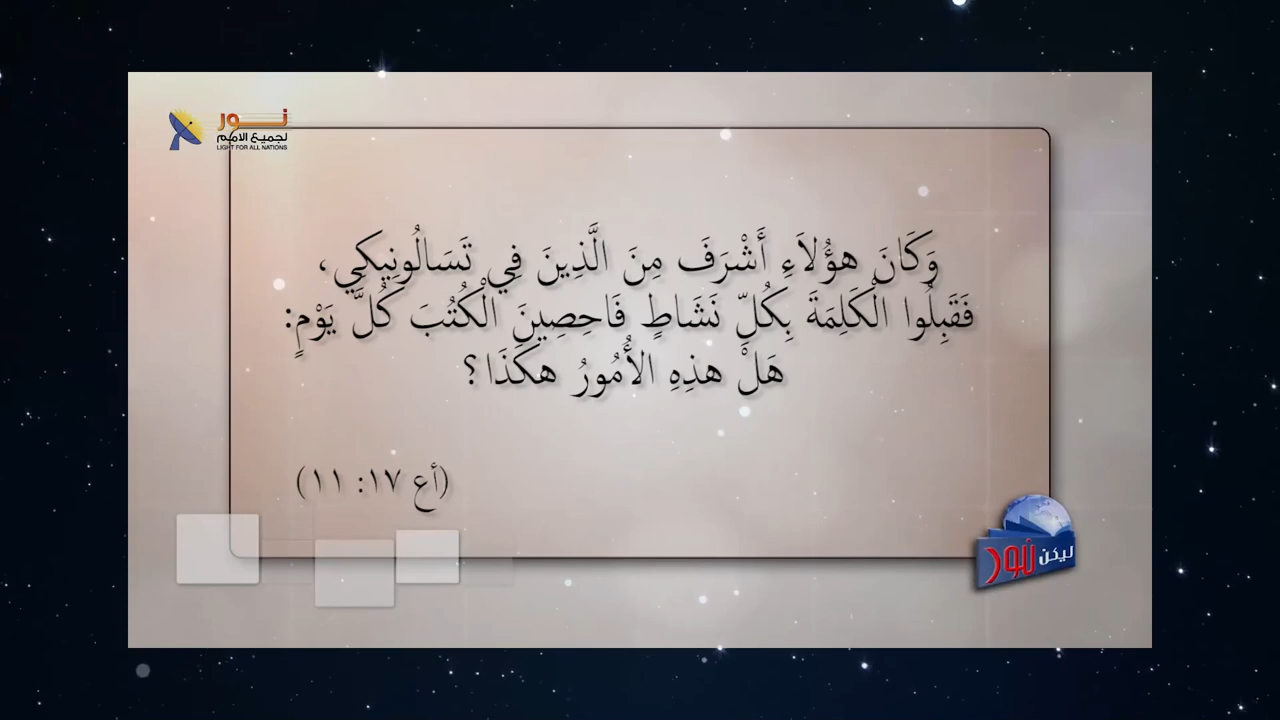 نور
لجميع الامم
LIGHT FOR ALL NATIONS
وَكَانَ هؤُلاَءِ أَشْرَفَ مِنَ الَّذِينَ فِي تَسَالُونِيكِي،
فَقَبِلُوا الْكَلِمَةَ بِكُلِّ نَشَاطٍ فَاحِصِينَ الْكُتُبَ كُلَّ يَوْمٍ:
هَلْ هذِهِ الأُمُورُ هكَذَا؟
(أع ١٧: ١١)
ليكن نور